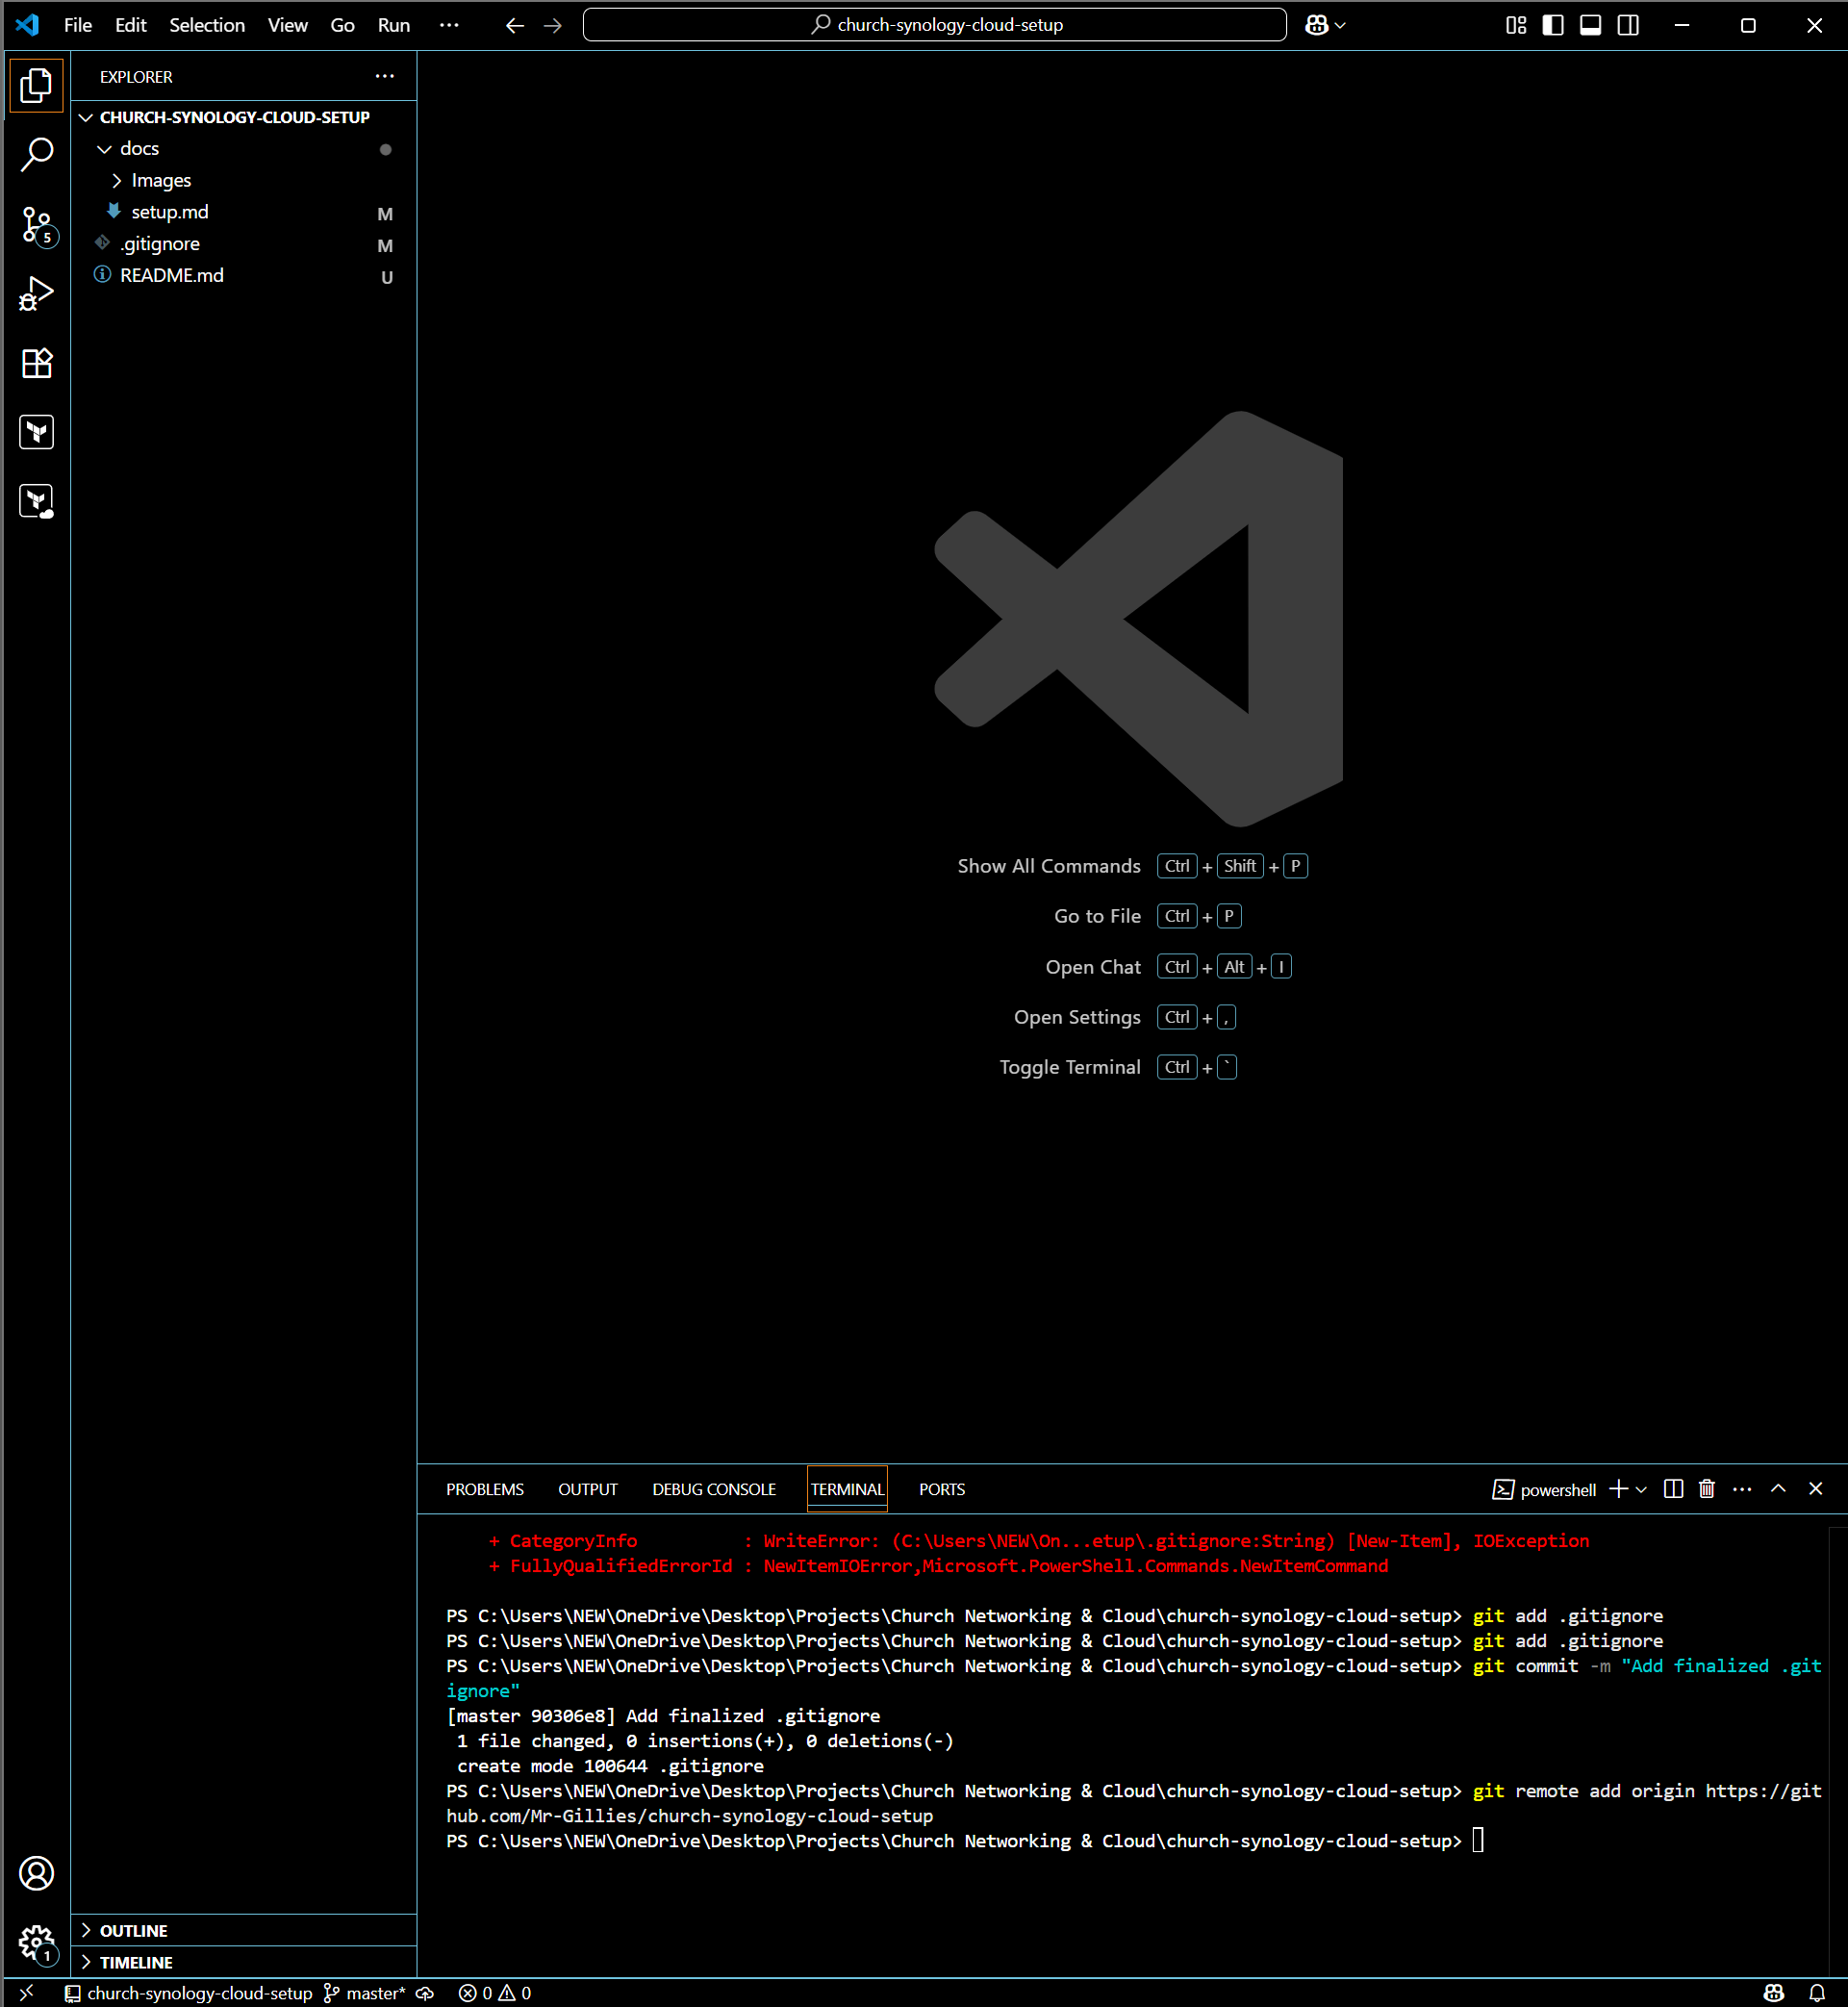 File Edit Selection View Go Run ··· church-synology-cloud-setup
EXPLORER ···
CHURCH-SYNOLOGY-CLOUD-SETUP
docs
Images
setup.md M
.gitignore M
README.md U
5
Show All Commands Ctrl + Shift + P
Go to File Ctrl + P
Open Chat Ctrl + Alt + I
Open Settings Ctrl + ,
Toggle Terminal Ctrl + `
PROBLEMS OUTPUT DEBUG CONSOLE TERMINAL PORTS powershell ···
+ CategoryInfo : WriteError: (C:\Users\NEW\On...etup\.gitignore:String) [New-Item], IOException
+ FullyQualifiedErrorId : NewItemIOError,Microsoft.PowerShell.Commands.NewItemCommand
PS C:\Users\NEW\OneDrive\Desktop\Projects\Church Networking & Cloud\church-synology-cloud-setup> git add .gitignore
PS C:\Users\NEW\OneDrive\Desktop\Projects\Church Networking & Cloud\church-synology-cloud-setup> git add .gitignore
PS C:\Users\NEW\OneDrive\Desktop\Projects\Church Networking & Cloud\church-synology-cloud-setup> git commit -m "Add finalized .git
ignore"
[master 90306e8] Add finalized .gitignore
1 file changed, 0 insertions(+), 0 deletions(-)
create mode 100644 .gitignore
PS C:\Users\NEW\OneDrive\Desktop\Projects\Church Networking & Cloud\church-synology-cloud-setup> git remote add origin https://git
hub.com/Mr-Gillies/church-synology-cloud-setup
PS C:\Users\NEW\OneDrive\Desktop\Projects\Church Networking & Cloud\church-synology-cloud-setup>
OUTLINE
TIMELINE
1
church-synology-cloud-setup master* 0 0